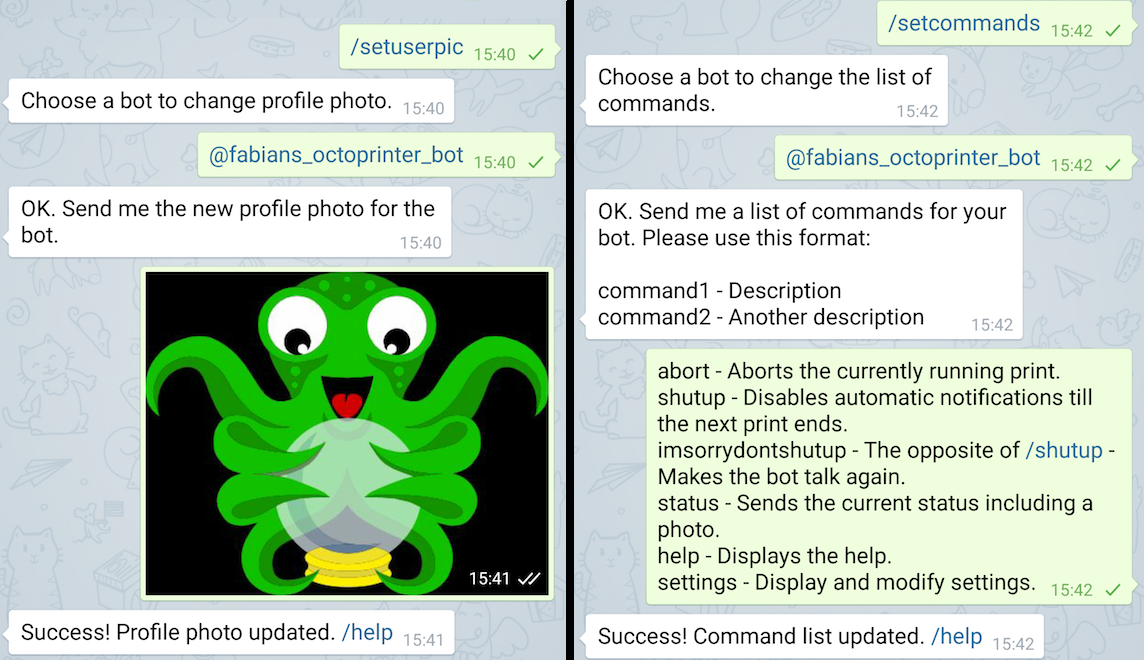 /setuserpic 15:40
Choose a bot to change profile photo. 15:40
@fabians_octoprinter_bot 15:40
OK. Send me the new profile photo for the
bot. 15:40
15:41
Success! Profile photo updated. /help 15:41
/setcommands 15:42
Choose a bot to change the list of
commands. 15:42
@fabians_octoprinter_bot 15:42
OK. Send me a list of commands for your
bot. Please use this format:
command1 - Description
command2 - Another description 15:42
abort - Aborts the currently running print.
shutup - Disables automatic notifications till
the next print ends.
imsorrydontshutup - The opposite of /shutup -
Makes the bot talk again.
status - Sends the current status including a
photo.
help - Displays the help.
settings - Display and modify settings. 15:42
Success! Command list updated. /help 15:42